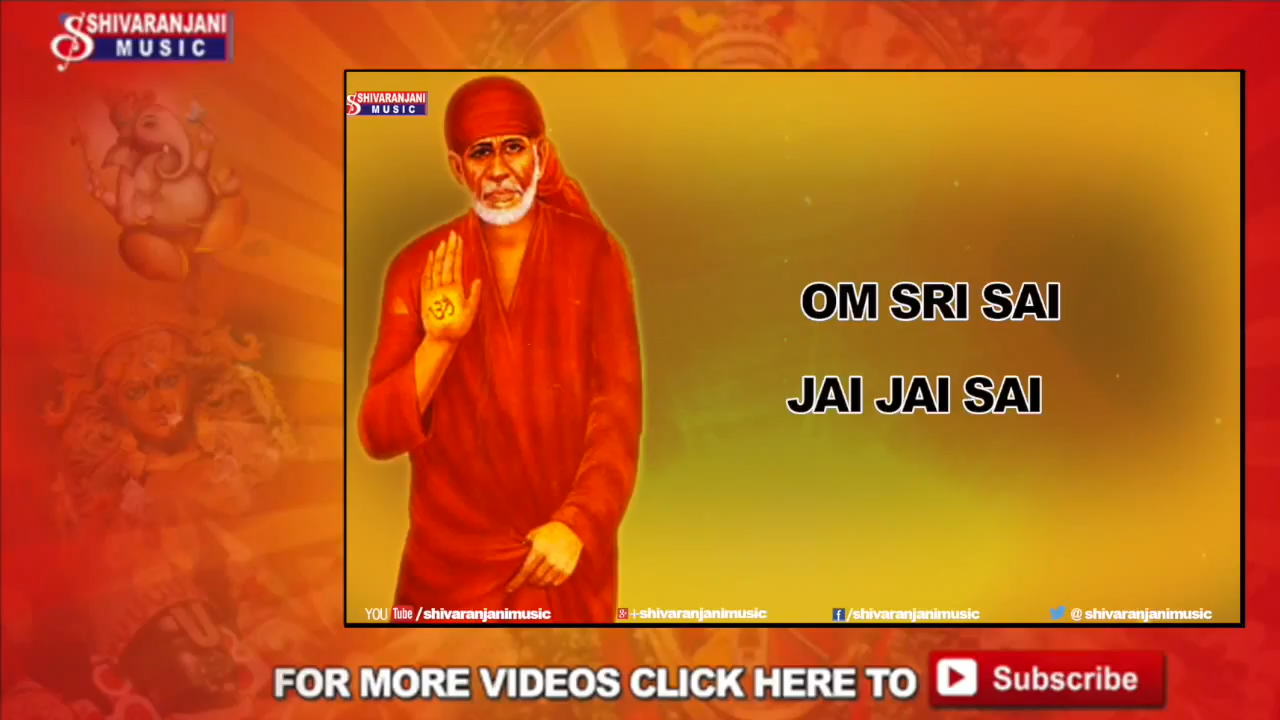 SHIVARANJANI
MUSIC
SHIVARANJANI
MUSIC
ॐ
OM SRI SAI
JAI JAI SAI
YOU Tube /shivaranjanimusic
g+ +shivaranjanimusic
f /shivaranjanimusic
@shivaranjanimusic
FOR MORE VIDEOS CLICK HERE TO Subscribe